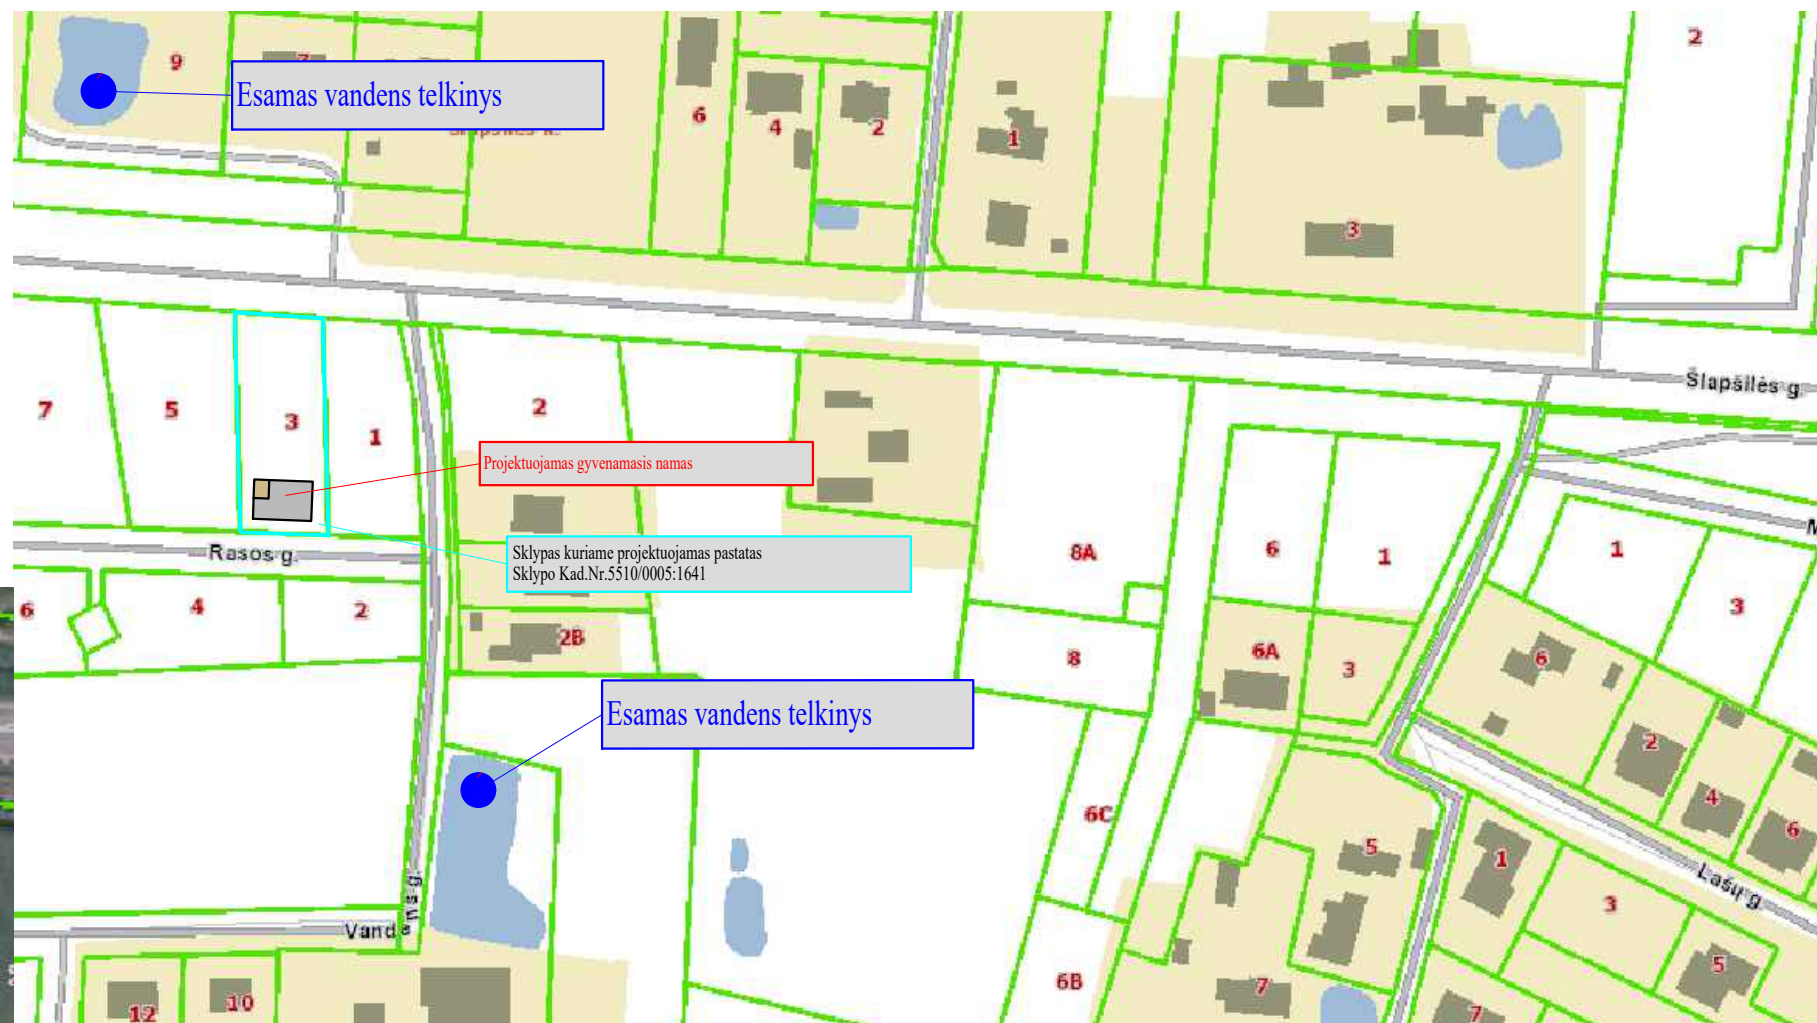 9
Esamas vandens telkinys
6
4
2
1
3
2
Šlapšilės g.
7
5
3
1
2
Projektuojamas gyvenamasis namas
Sklypas kuriame projektuojamas pastatas
Sklypo Kad.Nr.5510/0005:1641
Rasos g.
6
4
2
2B
8A
8
6
1
6A
3
1
3
M
6
2
4
6
Esamas vandens telkinys
6C
5
1
3
Lašų g.
5
7
7
6B
Vandens g.
12
10